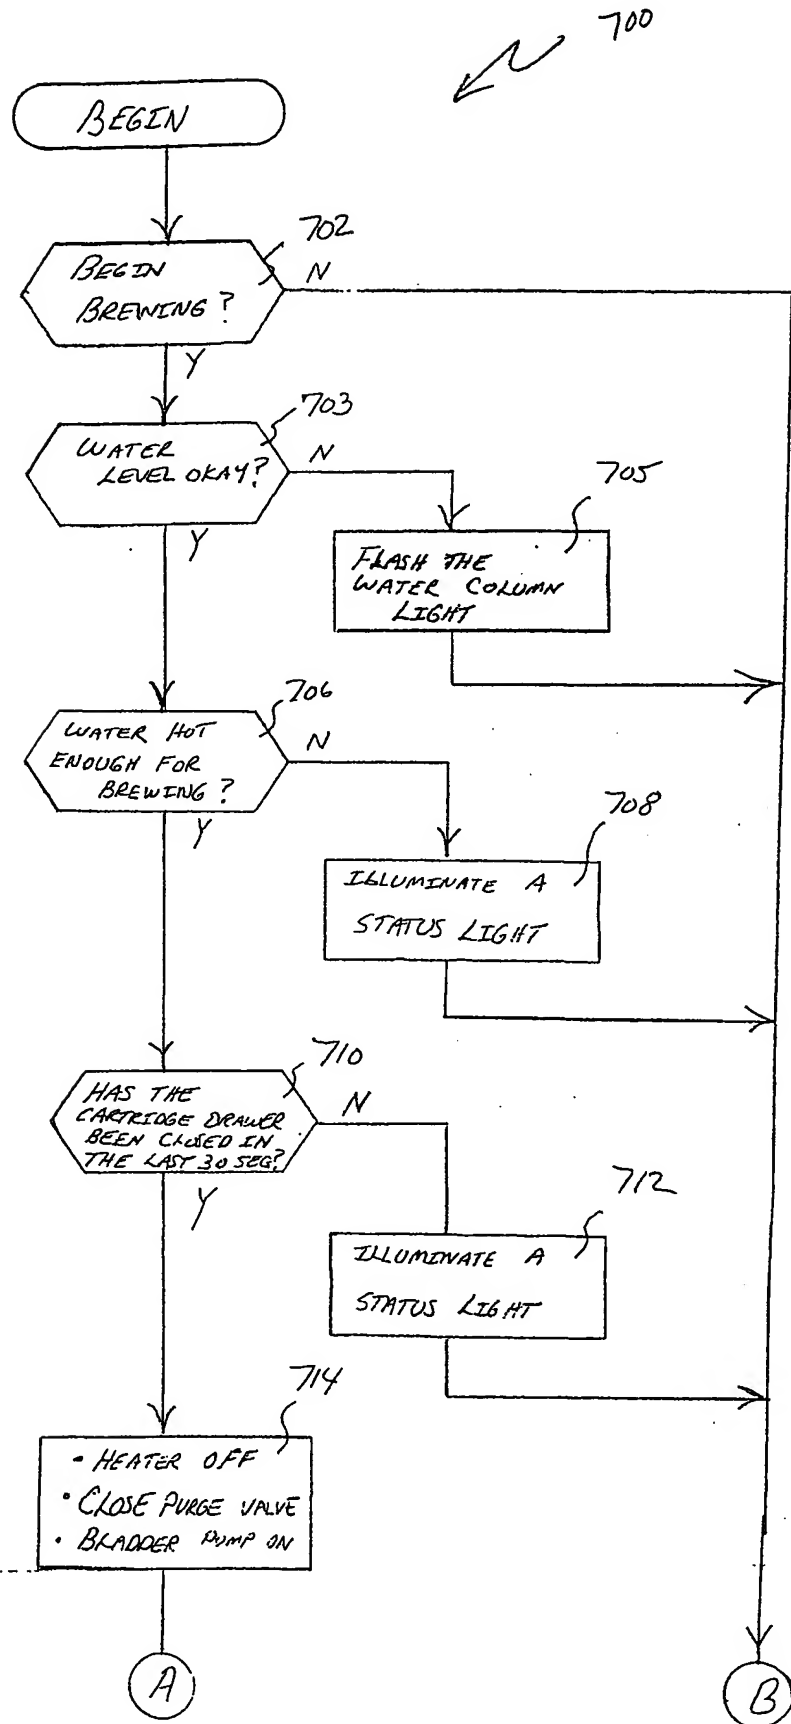 700
BEGIN
702
BEGIN
BREWING?
N
Y
703
WATER
LEVEL OKAY?
N
Y
705
FLASH THE
WATER COLUMN
LIGHT
706
WATER HOT
ENOUGH FOR
BREWING?
N
Y
708
ILLUMINATE A
STATUS LIGHT
710
HAS THE
CARTRIDGE DRAWER
BEEN CLOSED IN
THE LAST 30 SEC?
N
Y
712
ILLUMINATE A
STATUS LIGHT
714
• HEATER OFF
• CLOSE PURGE VALVE
• BLADDER PUMP ON
A
B